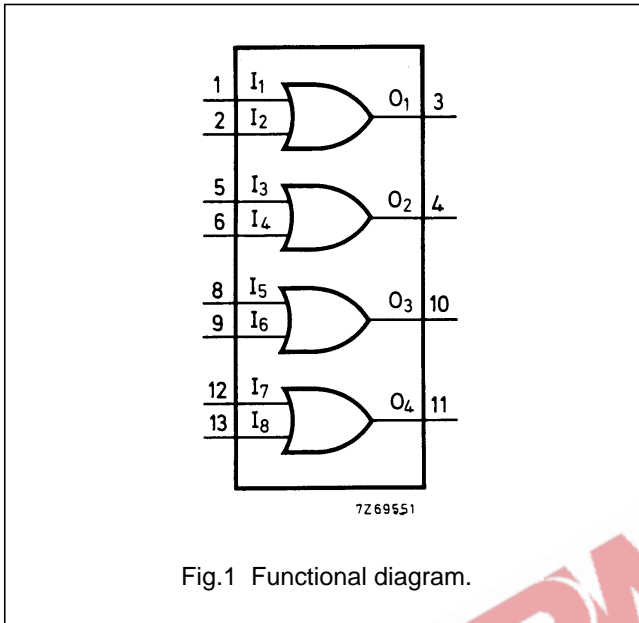 1 I1 O1 3
2 I2
5 I3 O2 4
6 I4
8 I5 O3 10
9 I6
12 I7 O4 11
13 I8
7Z69551
Fig.1 Functional diagram.